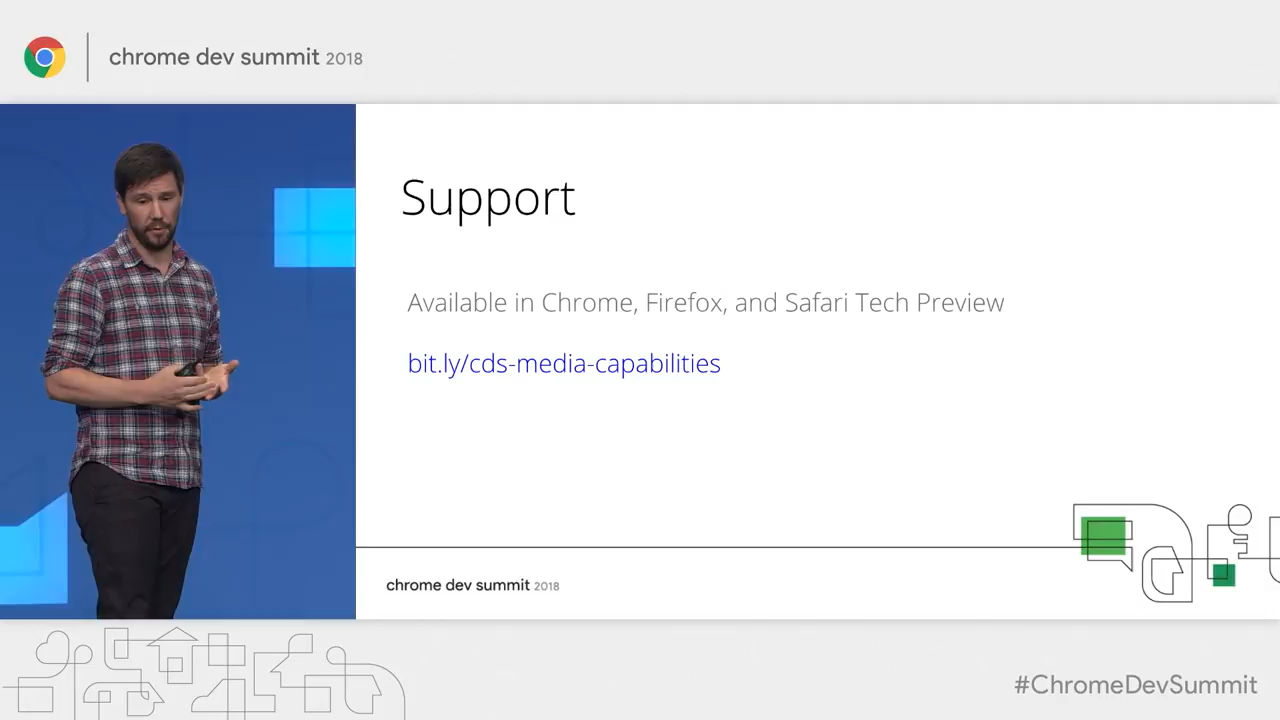 chrome dev summit 2018
Support
Available in Chrome, Firefox, and Safari Tech Preview
bit.ly/cds-media-capabilities
chrome dev summit 2018
#ChromeDevSummit